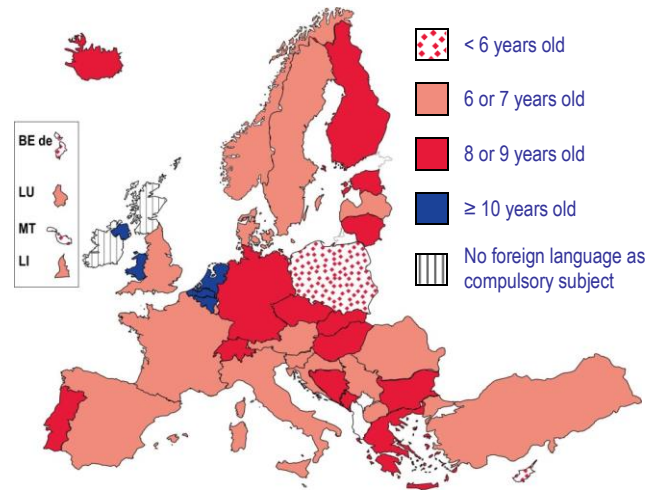 < 6 years old
6 or 7 years old
8 or 9 years old
≥ 10 years old
No foreign language as
compulsory subject
BE de
LU
MT
LI